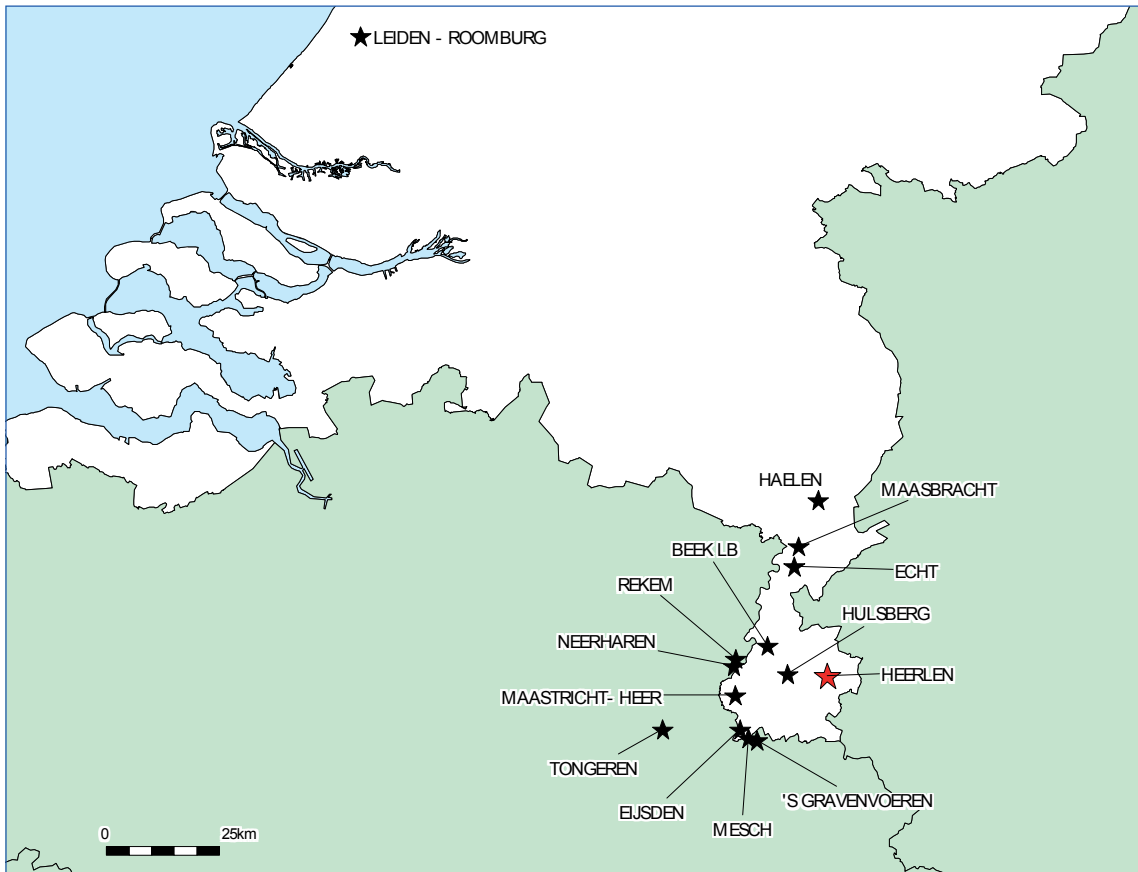 LEIDEN - ROOMBURG
HAELEN
MAASBRACHT
BEEK LB
ECHT
REKEM
HULSBERG
NEERHAREN
HEERLEN
MAASTRICHT- HEER
TONGEREN
'S GRAVENVOEREN
EIJSDEN
MESCH
0 25km